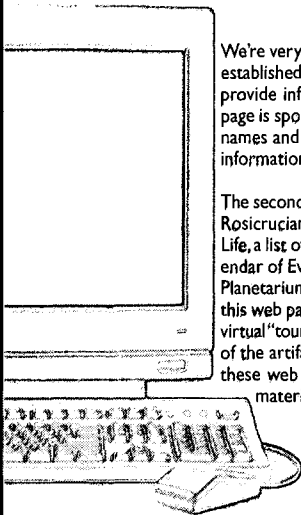 We're very
established
provide inf
page is spo
names and
information
The second
Rosicrucian
Life, a list of
endar of Ev
Planetarium
this web pa
virtual "tour
of the artifa
these web
mater